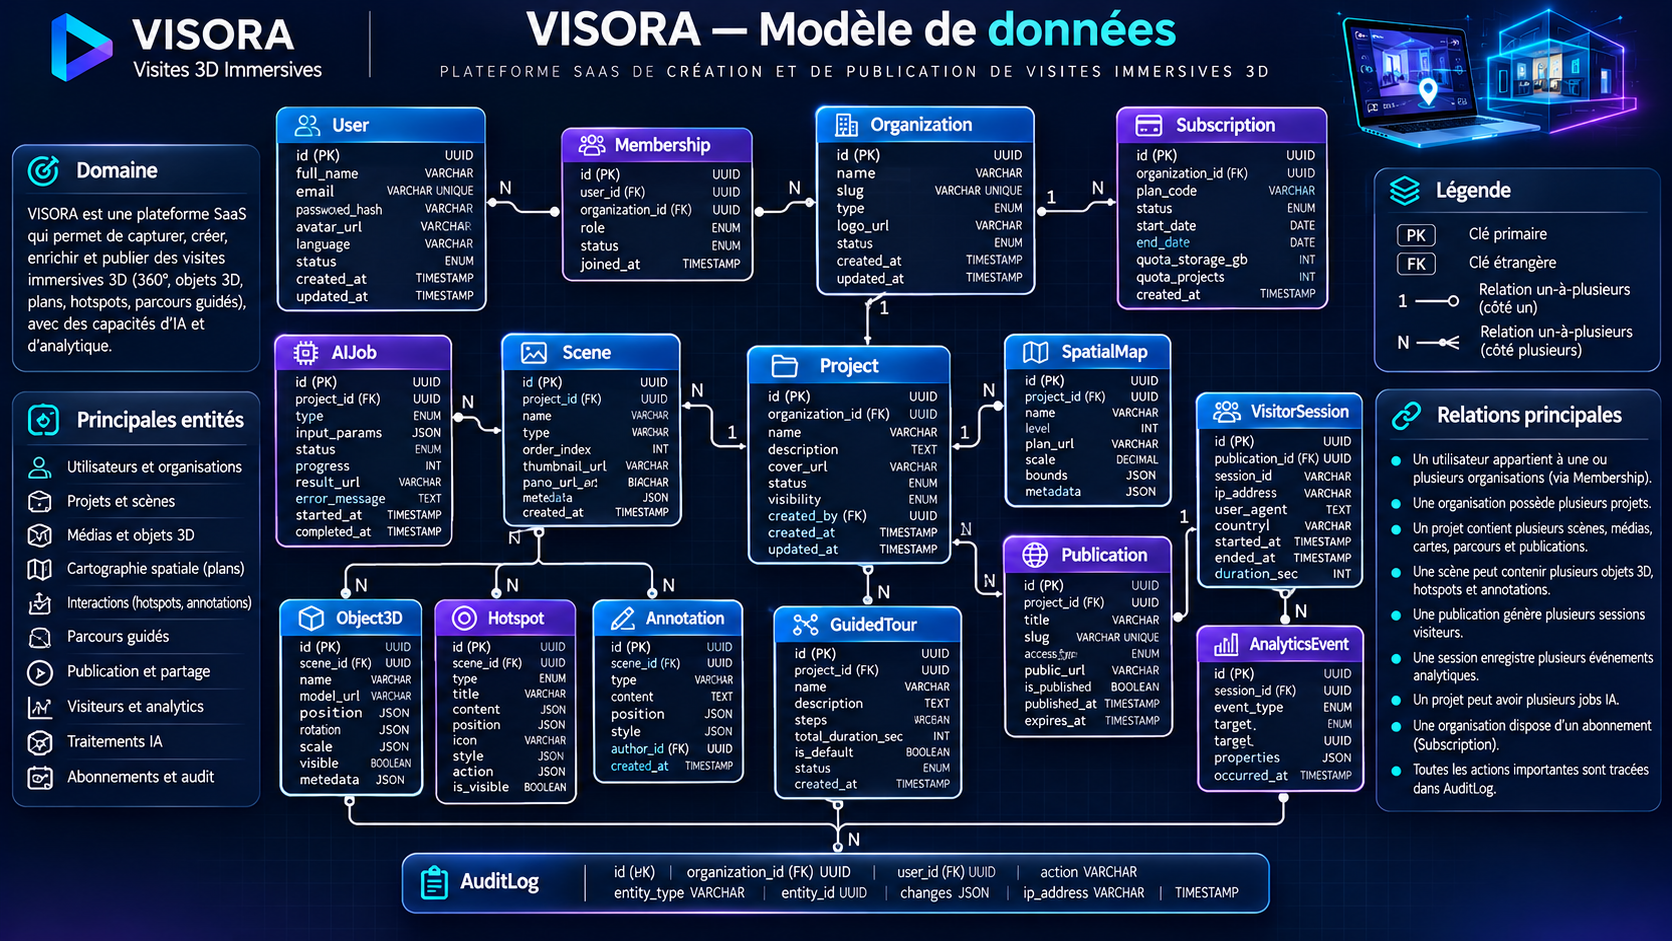 VISORA
Visites 3D Immersives
VISORA — Modèle de données
PLATEFORME SAAS DE CRÉATION ET DE PUBLICATION DE VISITES IMMERSIVES 3D
Domaine
VISORA est une plateforme SaaS
qui permet de capturer, créer,
enrichir et publier des visites
immersives 3D (360°, objets 3D,
plans, hotspots, parcours guidés),
avec des capacités d'IA et
d'analytique.
Principales entités
Utilisateurs et organisations
Projets et scènes
Médias et objets 3D
Cartographie spatiale (plans)
Interactions (hotspots, annotations)
Parcours guidés
Publication et partage
Visiteurs et analytics
Traitements IA
Abonnements et audit
User
id (PK) UUID
full_name VARCHAR
email VARCHAR UNIQUE
VARCHAR
avatar_url VARCHAR
language VARCHAR
status ENUM
created_at TIMESTAMP
updated_at TIMESTAMP
N
Membership
id (PK) UUID
user_id (FK) UUID
organization_id (FK) UUID
role ENUM
status ENUM
joined_at TIMESTAMP
N
Organization
id (PK) UUID
name VARCHAR
slug VARCHAR UNIQUE
type ENUM
logo_url VARCHAR
status ENUM
created_at TIMESTAMP
updated_at TIMESTAMP
1
N
1
Subscription
id (PK) UUID
organization_id (FK) UUID
plan_code VARCHAR
status ENUM
start_date DATE
end_date DATE
quota_storage_gb INT
quota_projects INT
created_at TIMESTAMP
Légende
PK Clé primaire
FK Clé étrangère
1 Relation un-à-plusieurs
(côté un)
N Relation un-à-plusieurs
(côté plusieurs)
AIJob
id (PK) UUID
project_id (FK) UUID
type ENUM
input_params JSON
status ENUM
progress INT
result_url VARCHAR
error_message TEXT
started_at TIMESTAMP
completed_at TIMESTAMP
N
Scene
id (PK) UUID
project_id (FK) UUID
name VARCHAR
type VARCHAR
order_index INT
thumbnail_url VARCHAR
metedata JSON
created_at TIMESTAMP
N
1
N
Project
id (PK) UUID
organization_id (FK) UUID
name VARCHAR
description TEXT
cover_url VARCHAR
status ENUM
visibility ENUM
created_by (FK) UUID
created_at TIMESTAMP
updated_at TIMESTAMP
N
1
N
N
N
SpatialMap
id (PK) UUID
project_id (FK) UUID
name VARCHAR
level INT
plan_url VARCHAR
scale DECIMAL
bounds JSON
metadata JSON
Publication
id (PK) UUID
project_id (FK) UUID
title VARCHAR
slug VARCHAR UNIQUE
ENUM
public_url VARCHAR
is_published BOOLEAN
published_at TIMESTAMP
expires_at TIMESTAMP
1
VisitorSession
id (PK) UUID
publication_id (FK) UUID
session_id VARCHAR
ip_address VARCHAR
user_agent TEXT
countryl VARCHAR
started_at TIMESTAMP
ended_at TIMESTAMP
duration_sec INT
N
AnalyticsEvent
id (PK) UUID
session_id (FK) UUID
event_type ENUM
target. ENUM
target. UUID
properties JSON
occurred_at TIMESTAMP
Relations principales
Un utilisateur appartient à une ou
plusieurs organisations (via Membership).
Une organisation possède plusieurs projets.
Un projet contient plusieurs scènes, médias,
cartes, parcours et publications.
Une scène peut contenir plusieurs objets 3D,
hotspots et annotations.
Une publication génère plusieurs sessions
visiteurs.
Une session enregistre plusieurs événements
analytiques.
Un projet peut avoir plusieurs jobs IA.
Une organisation dispose d'un abonnement
(Subscription).
Toutes les actions importantes sont tracées
dans AuditLog.
N
N
N
Object3D
id (PK) UUID
scene_id (FK) UUID
name VARCHAR
model_url VARCHAR
position JSON
rotation JSON
scale JSON
visible BOOLEAN
metedata JSON
Hotspot
id (PK) UUID
scene_id (FK) UUID
type ENUM
title VARCHAR
content JSON
position JSON
icon VARCHAR
style JSON
action JSON
is_visible BOOLEAN
Annotation
id (PK) UUID
scene_id (FK) UUID
type VARCHAR
content TEXT
position JSON
style JSON
author_id (FK) UUID
created_at TIMESTAMP
GuidedTour
id (PK) UUID
project_id (FK) UUID
name VARCHAR
description TEXT
steps
total_duration_sec INT
is_default BOOLEAN
status ENUM
created_at TIMESTAMP
N
AuditLog
id | organization_id (FK) UUID | user_id (FK) UUID | action VARCHAR
entity_type VARCHAR | entity_id UUID | changes JSON | ip_address VARCHAR | TIMESTAMP